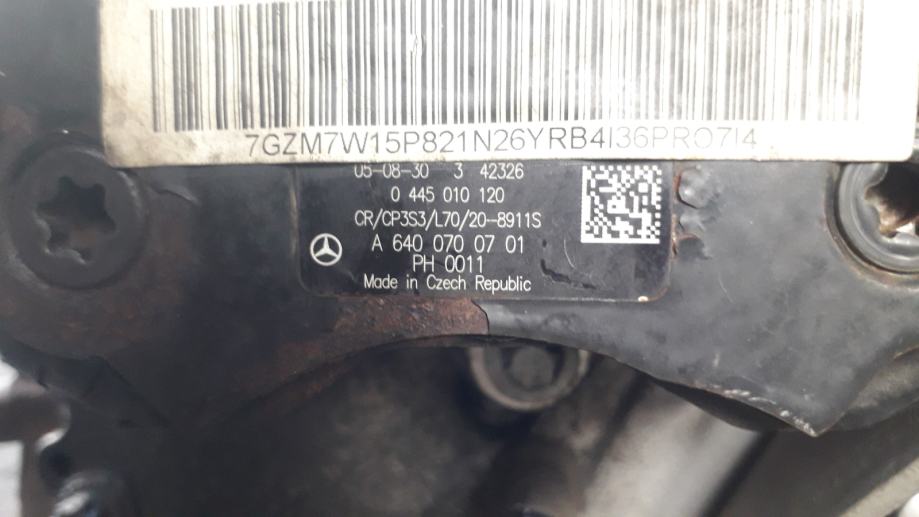 7GZM7W15P821N26YRB4I36PRO7I4
05-08-30 3 42326
0 445 010 120
CR/CP3S3/L70/20-8911S
A 640 070 07 01
PH 0011
Made in Czech Republic